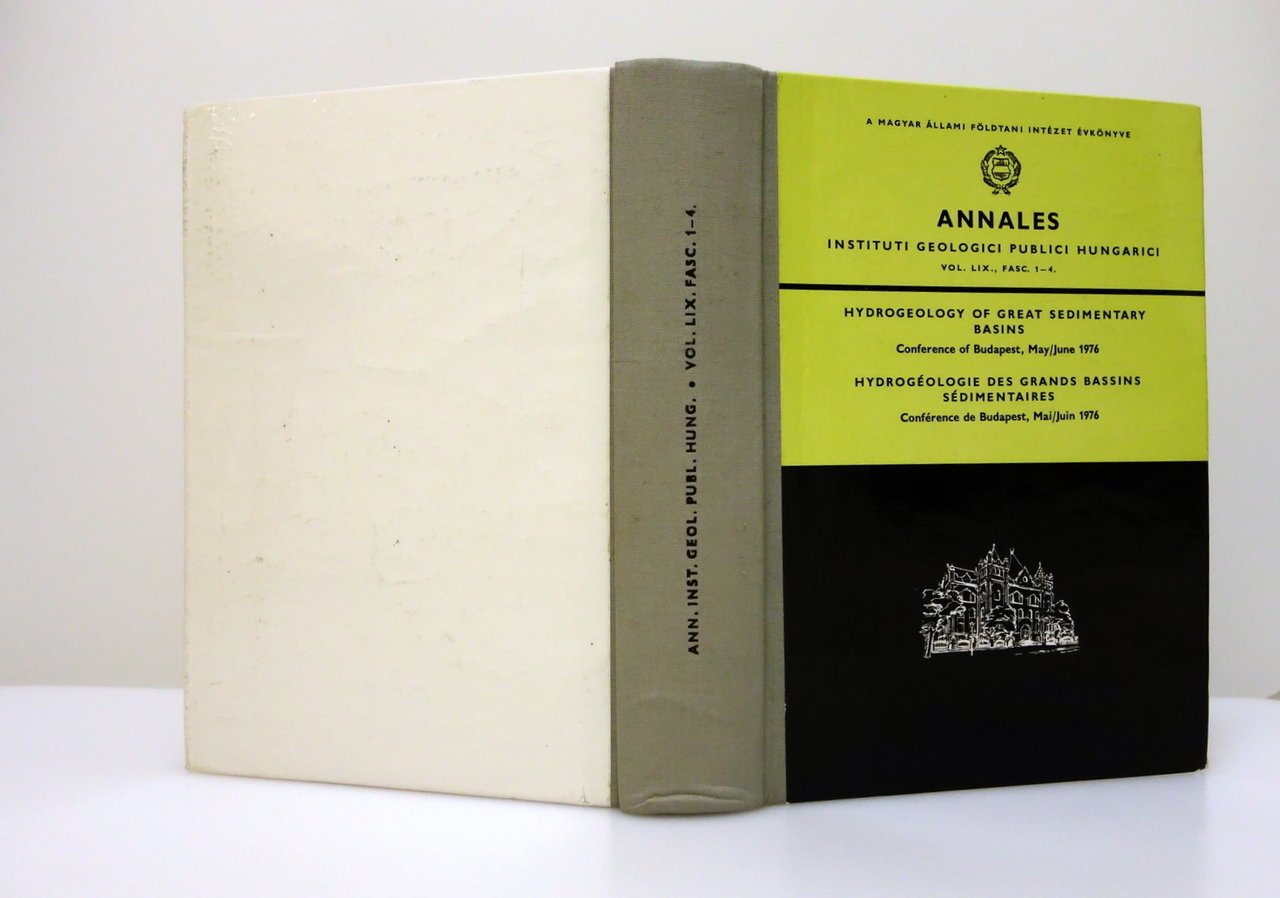 ANN. INST. GEOL. PUBL. HUNG. • VOL. LIX. FASC. 1–4.
A MAGYAR ÁLLAMI FÖLDTANI INTÉZET ÉVKÖNYVE
ANNALES
INSTITUTI GEOLOGICI PUBLICI HUNGARICI
VOL. LIX., FASC. 1–4.
HYDROGEOLOGY OF GREAT SEDIMENTARY
BASINS
Conference of Budapest, May/June 1976
HYDROGÉOLOGIE DES GRANDS BASSINS
SÉDIMENTAIRES
Conférence de Budapest, Mai/Juin 1976